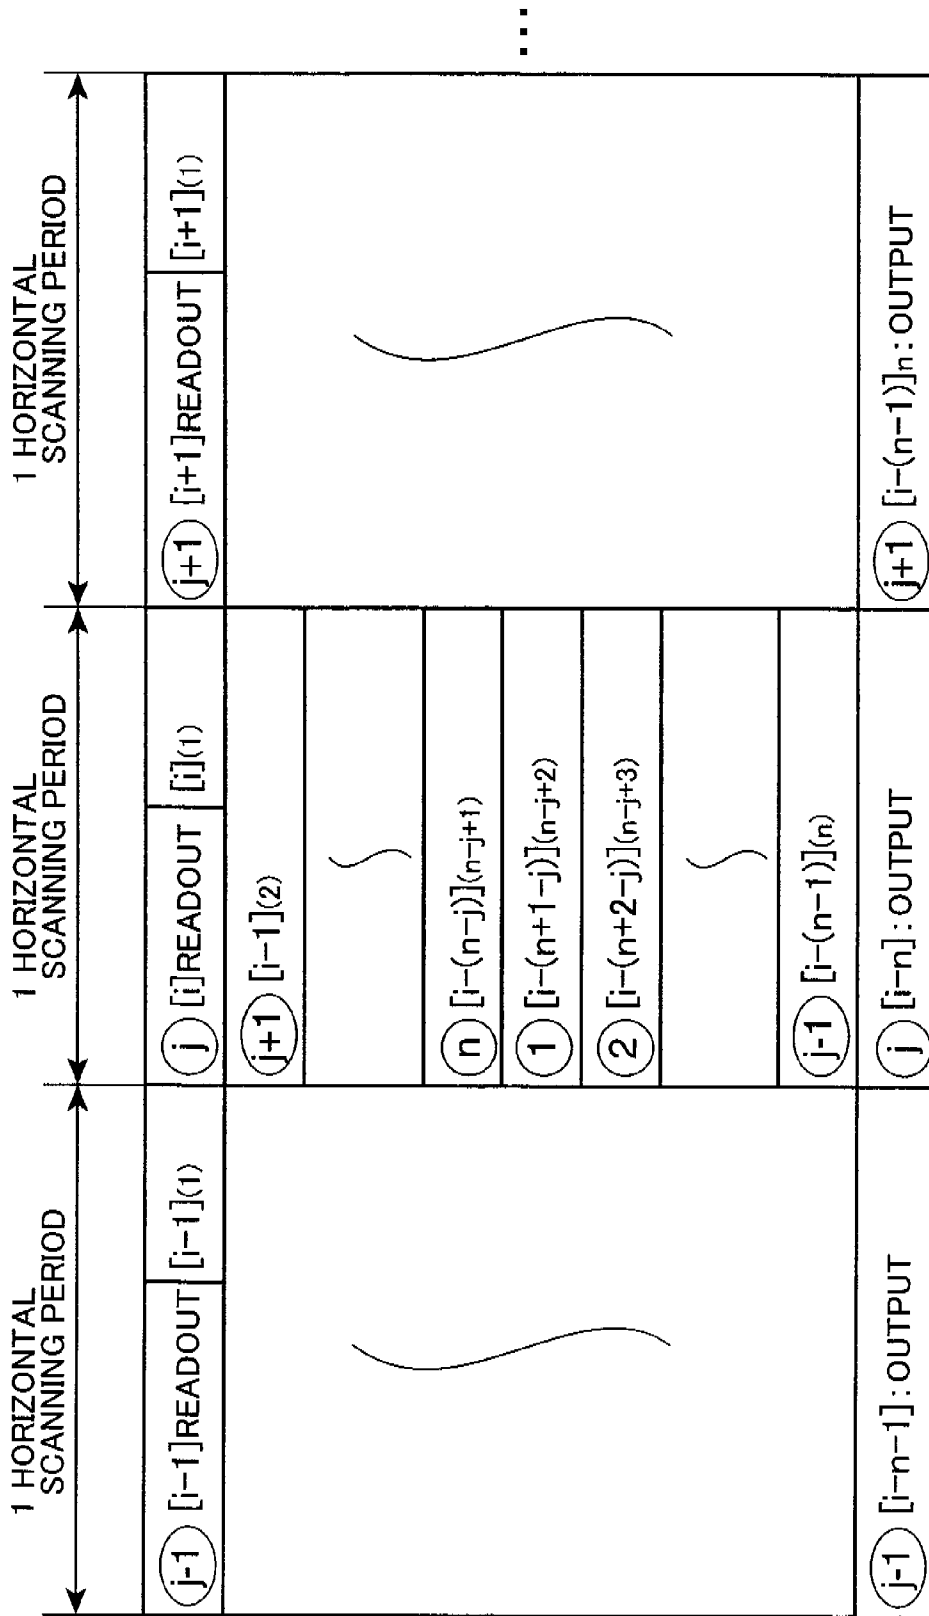 1 HORIZONTAL
SCANNING PERIOD
1 HORIZONTAL
SCANNING PERIOD
1 HORIZONTAL
SCANNING PERIOD
j-1 [i-1]READOUT [i-1](1)
j [i]READOUT [i](1)
j+1 [i+1]READOUT [i+1](1)
j+1 [i-1](2)
n [i-(n-j)](n-j+1)
1 [i-(n+1-j)](n-j+2)
2 [i-(n+2-j)](n-j+3)
j-1 [i-(n-1)](n)
j-1 [i-n-1]:OUTPUT
j [i-n]:OUTPUT
j+1 [i-(n-1)]n:OUTPUT
...